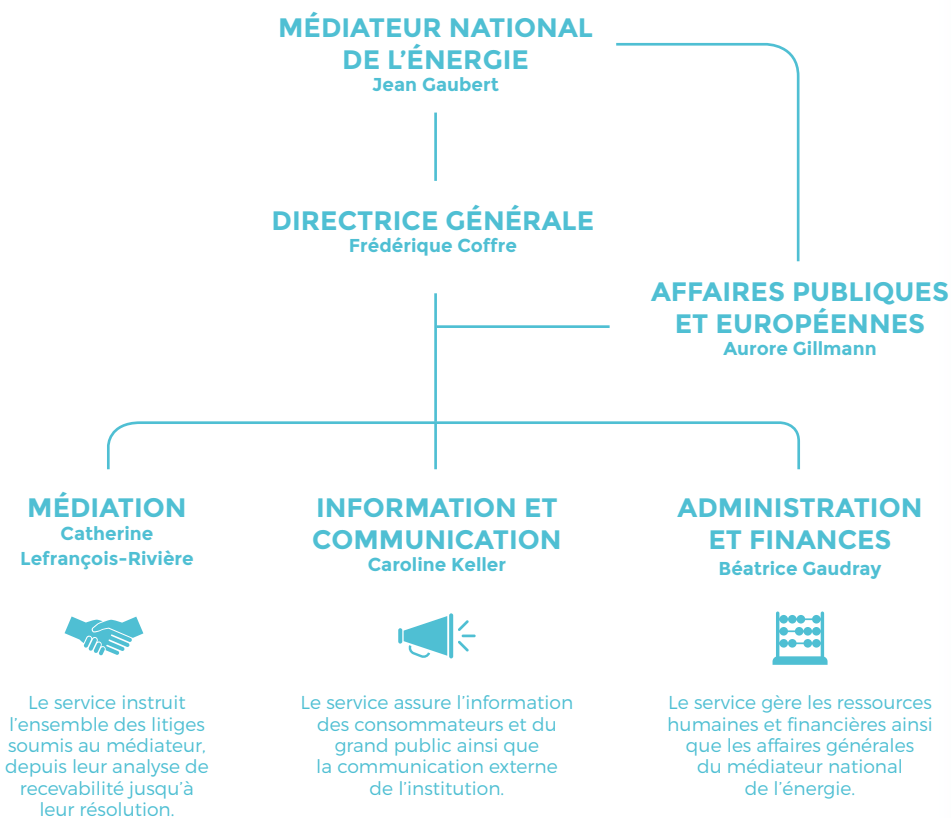 MÉDIATEUR NATIONAL
DE L'ÉNERGIE
Jean Gaubert
DIRECTRICE GÉNÉRALE
Frédérique Coffre
AFFAIRES PUBLIQUES
ET EUROPÉENNES
Aurore Gillmann
MÉDIATION
Catherine
Lefrançois-Rivière
Le service instruit
l'ensemble des litiges
soumis au médiateur,
depuis leur analyse de
recevabilité jusqu'à
leur résolution.
INFORMATION ET
COMMUNICATION
Caroline Keller
Le service assure l'information
des consommateurs et du
grand public ainsi que
la communication externe
de l'institution.
ADMINISTRATION
ET FINANCES
Béatrice Gaudray
Le service gère les ressources
humaines et financières ainsi
que les affaires générales
du médiateur national
de l'énergie.